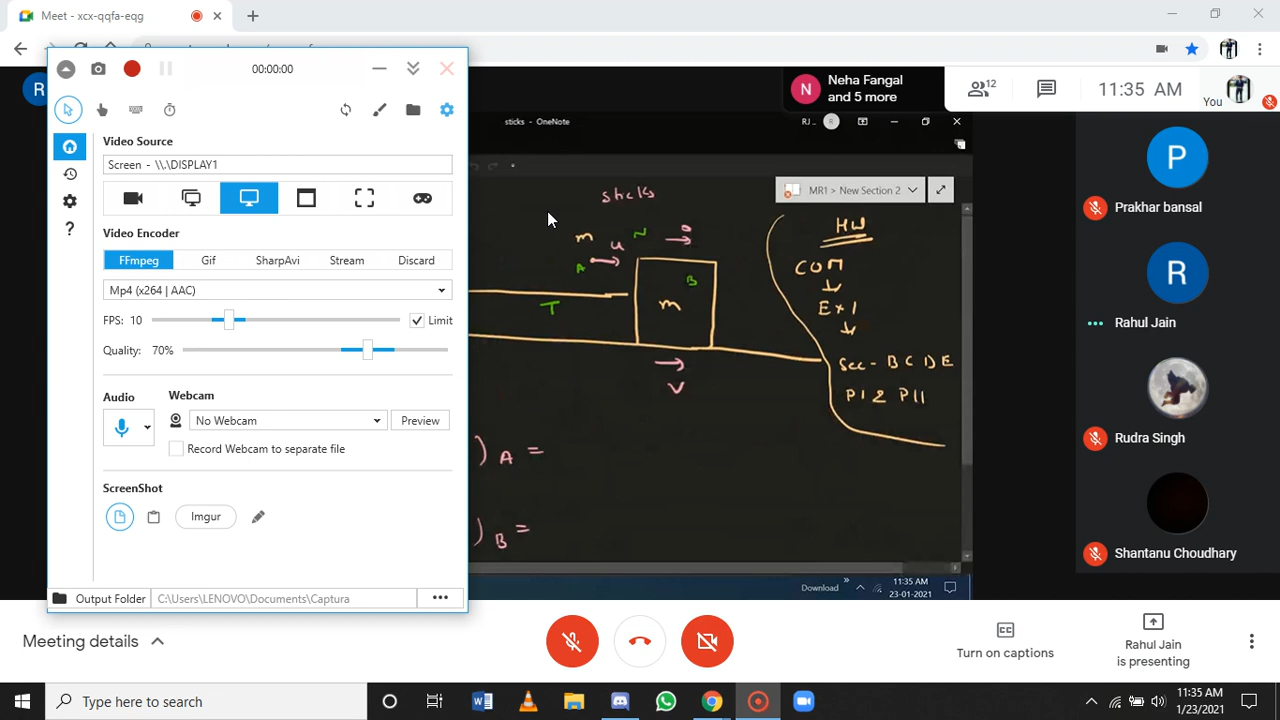 Meet - xcx-qqfa-eqg
00:00:00
Neha Fangal
and 5 more
12
11:35 AM
You
Video Source
Screen - \\.\DISPLAY1
Video Encoder
FFmpeg
Gif
SharpAvi
Stream
Discard
Mp4 (x264 | AAC)
FPS: 10
Limit
Quality: 70%
Audio
Webcam
No Webcam
Preview
Record Webcam to separate file
ScreenShot
Imgur
Output Folder
C:\Users\LENOVO\Documents\Captura
R
sticks - OneNote
RJ ..
R
MR1 > New Section 2
sticks
m
u
N
A
B
m
T
V
HW
COM
Ex 1
Sec - B C D E
PI & PII
) A =
) B =
Download
11:35 AM
23-01-2021
P
Prakhar bansal
R
Rahul Jain
Rudra Singh
Shantanu Choudhary
Meeting details
Turn on captions
Rahul Jain
is presenting
Type here to search
11:35 AM
1/23/2021